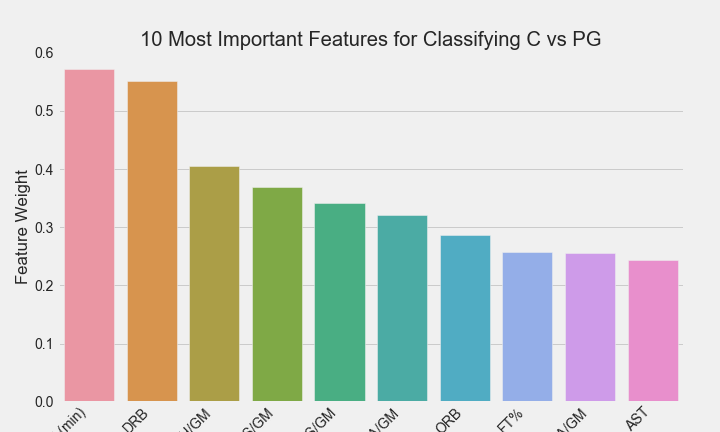 10 Most Important Features for Classifying C vs PG
0.6
0.5
0.4
0.3
0.2
0.1
0.0
Feature Weight
(min)
DRB
/GM
S/GM
S/GM
A/GM
ORB
FT%
A/GM
AST